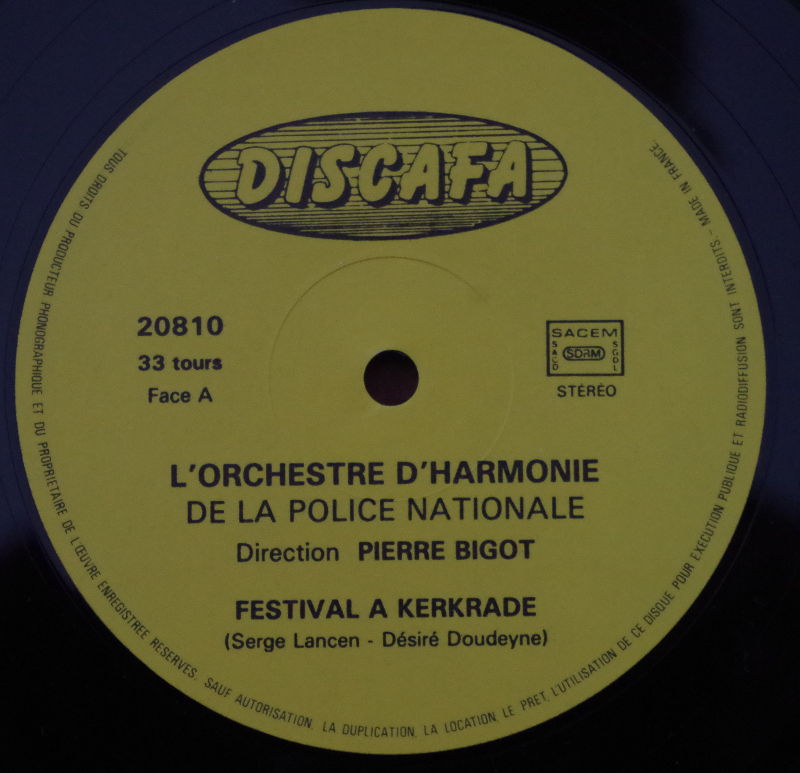 DISCAFA
20810
33 tours
Face A
SACEM
SACD
SDRM
SGDL
STÉRÉO
L'ORCHESTRE D'HARMONIE
DE LA POLICE NATIONALE
Direction PIERRE BIGOT
FESTIVAL A KERKRADE
(Serge Lancen - Désiré Doudeyne)
TOUS DROITS DU PRODUCTEUR PHONOGRAPHIQUE ET DU PROPRIETAIRE DE L'ŒUVRE ENREGISTREE RESERVES. SAUF AUTORISATION, LA DUPLICATION, LA LOCATION, LE PRET, L'UTILISATION DE CE DISQUE POUR EXECUTION PUBLIQUE ET RADIODIFFUSION SONT INTERDITS. - MADE IN FRANCE.